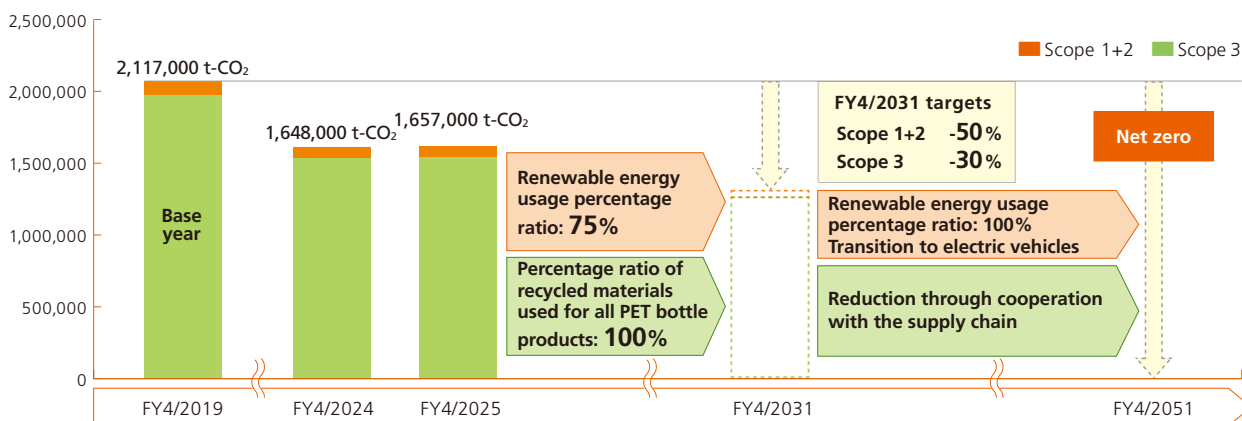 2,500,000
2,000,000
1,500,000
1,000,000
500,000
0
Scope 1+2
Scope 3
2,117,000 t-CO₂
Base
year
1,648,000 t-CO₂
1,657,000 t-CO₂
Renewable energy
usage percentage
ratio: 75%
Percentage ratio of
recycled materials
used for all PET bottle
products: 100%
FY4/2031 targets
Scope 1+2 -50%
Scope 3 -30%
Renewable energy usage
percentage ratio: 100%
Transition to electric vehicles
Reduction through cooperation
with the supply chain
Net zero
FY4/2019
FY4/2024
FY4/2025
FY4/2031
FY4/2051